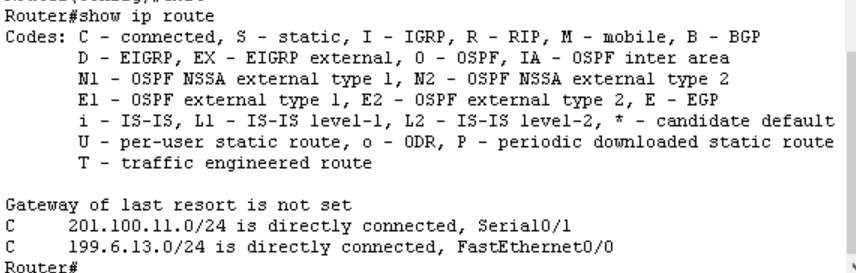 Router#show ip route
Codes: C - connected, S - static, I - IGRP, R - RIP, M - mobile, B - BGP
D - EIGRP, EX - EIGRP external, O - OSPF, IA - OSPF inter area
N1 - OSPF NSSA external type 1, N2 - OSPF NSSA external type 2
E1 - OSPF external type 1, E2 - OSPF external type 2, E - EGP
i - IS-IS, L1 - IS-IS level-1, L2 - IS-IS level-2, * - candidate default
U - per-user static route, o - ODR, P - periodic downloaded static route
T - traffic engineered route
Gateway of last resort is not set
C 201.100.11.0/24 is directly connected, Serial0/1
C 199.6.13.0/24 is directly connected, FastEthernet0/0
Router#